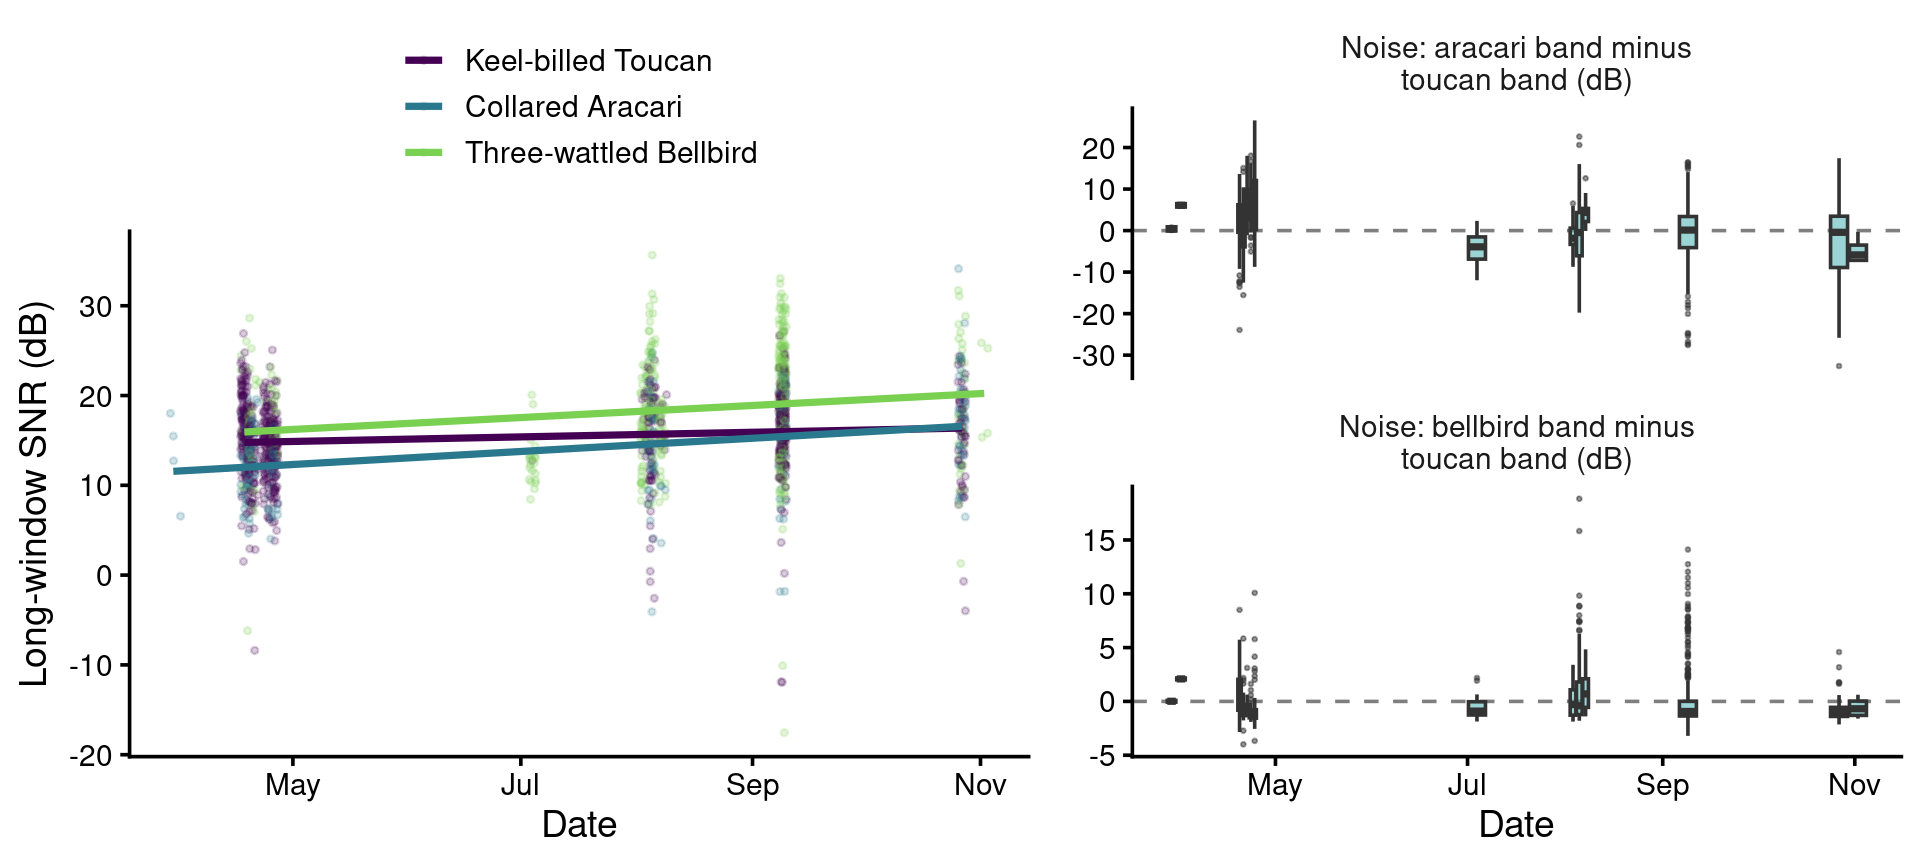 Keel-billed Toucan
Collared Aracari
Three-wattled Bellbird
Long-window SNR (dB)
30
20
10
0
-10
-20
May Jul Sep Nov
Date
Noise: aracari band minus
toucan band (dB)
20
10
0
-10
-20
-30
Noise: bellbird band minus
toucan band (dB)
15
10
5
0
-5
May Jul Sep Nov
Date